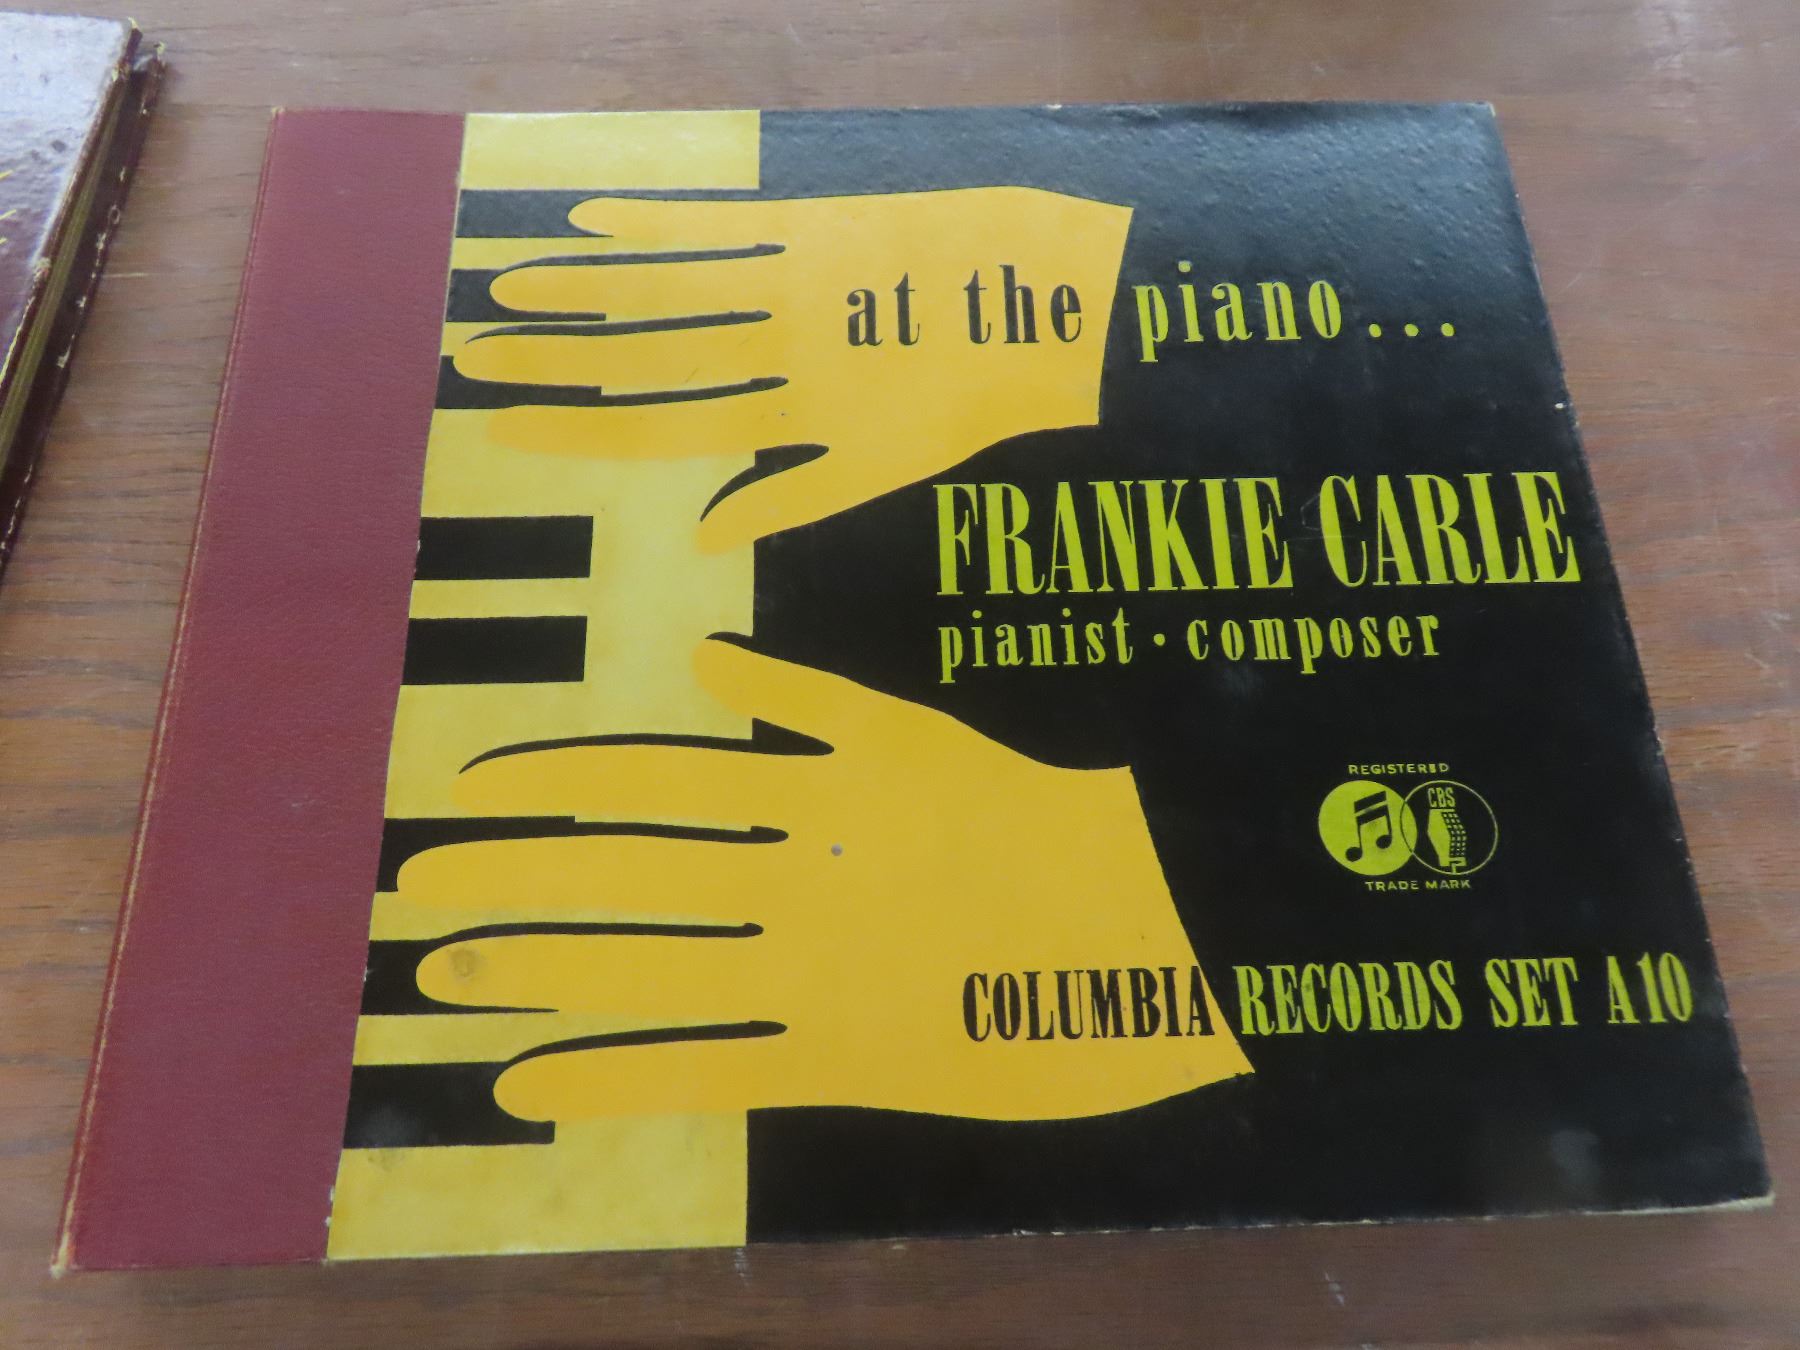 at the piano...
FRANKIE CARLE
pianist · composer
REGISTERED
CBS
TRADE MARK
COLUMBIA RECORDS SET A10